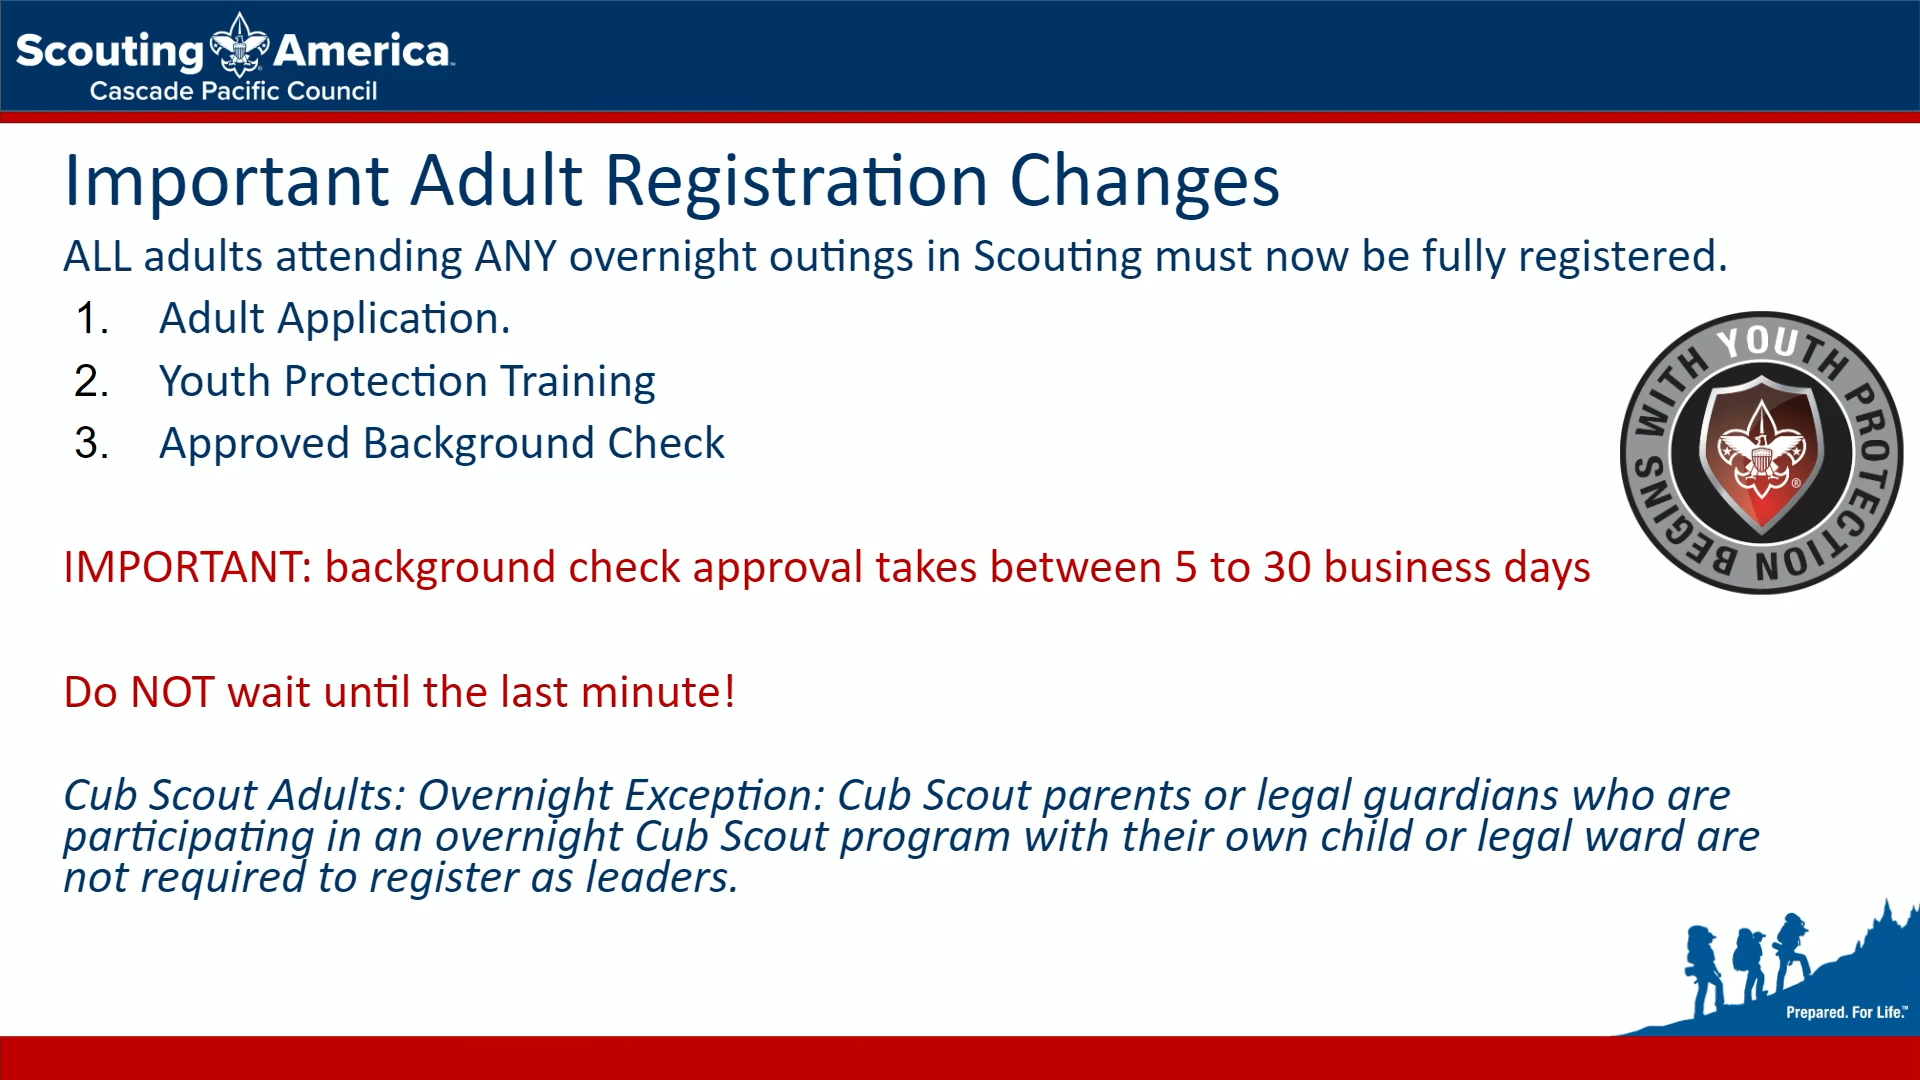 Scouting America
Cascade Pacific Council
Important Adult Registration Changes
ALL adults attending ANY overnight outings in Scouting must now be fully registered.
1. Adult Application.
2. Youth Protection Training
3. Approved Background Check
BEGINS WITH YOUTH PROTECTION
IMPORTANT: background check approval takes between 5 to 30 business days
Do NOT wait until the last minute!
Cub Scout Adults: Overnight Exception: Cub Scout parents or legal guardians who are
participating in an overnight Cub Scout program with their own child or legal ward are
not required to register as leaders.
Prepared. For Life.™